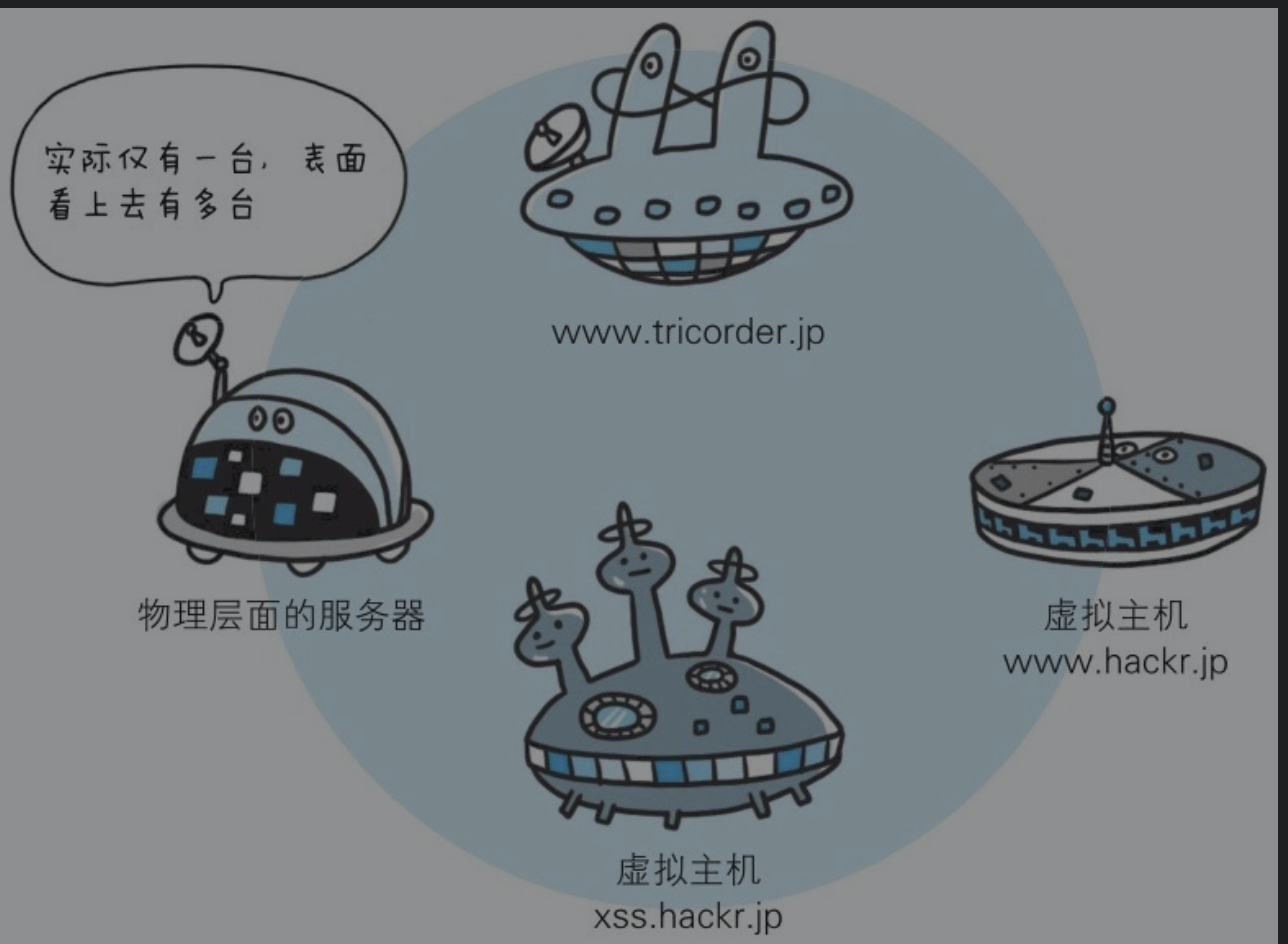 实际仅有一台，表面
看上去有多台
www.tricorder.jp
物理层面的服务器
虚拟主机
www.hackr.jp
虚拟主机
xss.hackr.jp